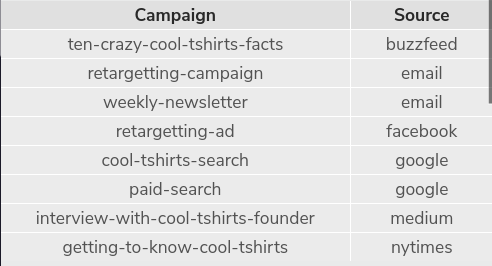 Campaign Source
ten-crazy-cool-tshirts-facts buzzfeed
retargetting-campaign email
weekly-newsletter email
retargetting-ad facebook
cool-tshirts-search google
paid-search google
interview-with-cool-tshirts-founder medium
getting-to-know-cool-tshirts nytimes